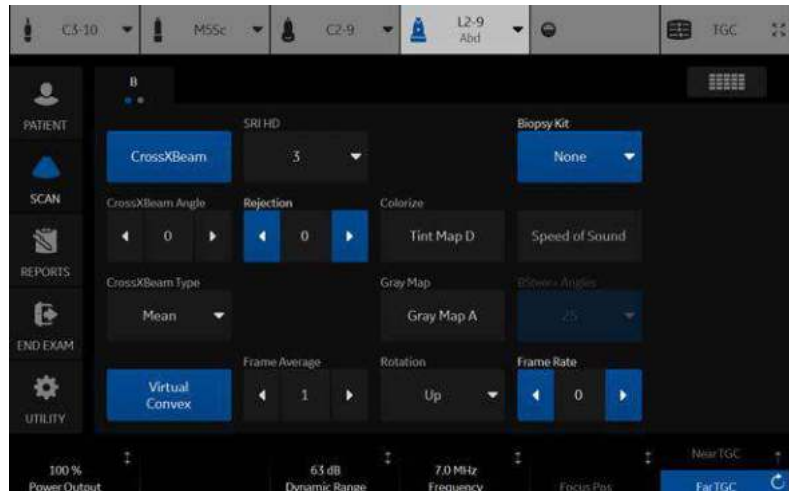 C3-10
M5Sc
C2-9
L2-9
Abd
TGC
PATIENT
SCAN
REPORTS
END EXAM
UTILITY
B
CrossXBeam
SRI HD
3
Biopsy Kit
None
CrossXBeam Angle
0
Rejection
0
Colorize
Tint Map D
Speed of Sound
CrossXBeam Type
Mean
Gray Map
Gray Map A
Angles
25
Virtual
Convex
Frame Average
1
Rotation
Up
Frame Rate
0
100 %
Power Output
63 dB
Dynamic Range
7.0 MHz
Frequency
Focus Pos
Near TGC
Far TGC